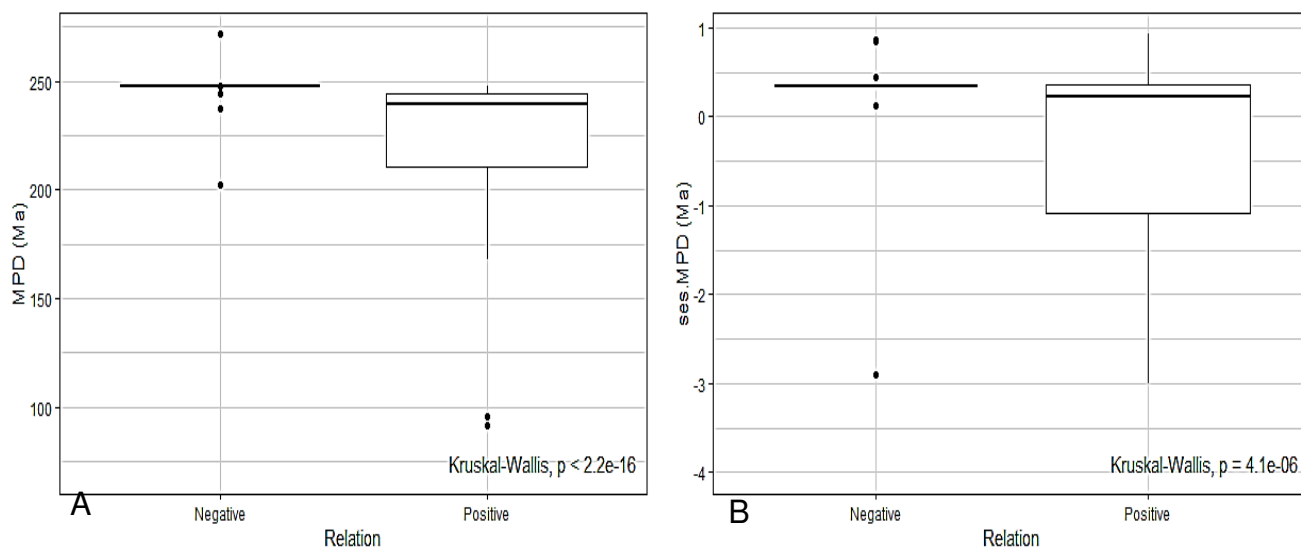 MPD (Ma)
250
200
150
100
Kruskal-Wallis, p < 2.2e-16
A
Negative
Positive
Relation
ses.MPD (Ma)
1
0
-1
-2
-3
-4
Kruskal-Wallis, p = 4.1e-06
B
Negative
Positive
Relation